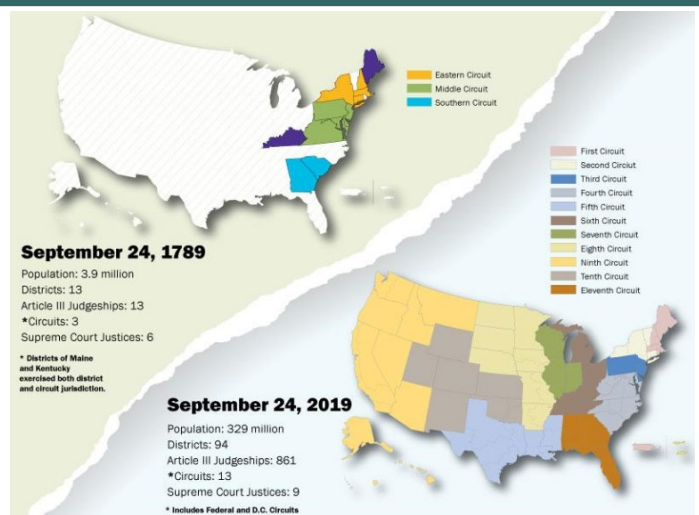 Eastern Circuit
Middle Circuit
Southern Circuit
September 24, 1789
Population: 3.9 million
Districts: 13
Article III Judgeships: 13
*Circuits: 3
Supreme Court Justices: 6
* Districts of Maine
and Kentucky
exercised both district
and circuit jurisdiction.
First Circuit
Second Circiut
Third Circuit
Fourth Circuit
Fifth Circuit
Sixth Circuit
Seventh Circuit
Eighth Circuit
Ninth Circuit
Tenth Circuit
Eleventh Circuit
September 24, 2019
Population: 329 million
Districts: 94
Article III Judgeships: 861
*Circuits: 13
Supreme Court Justices: 9
* Includes Federal and D.C. Circuits